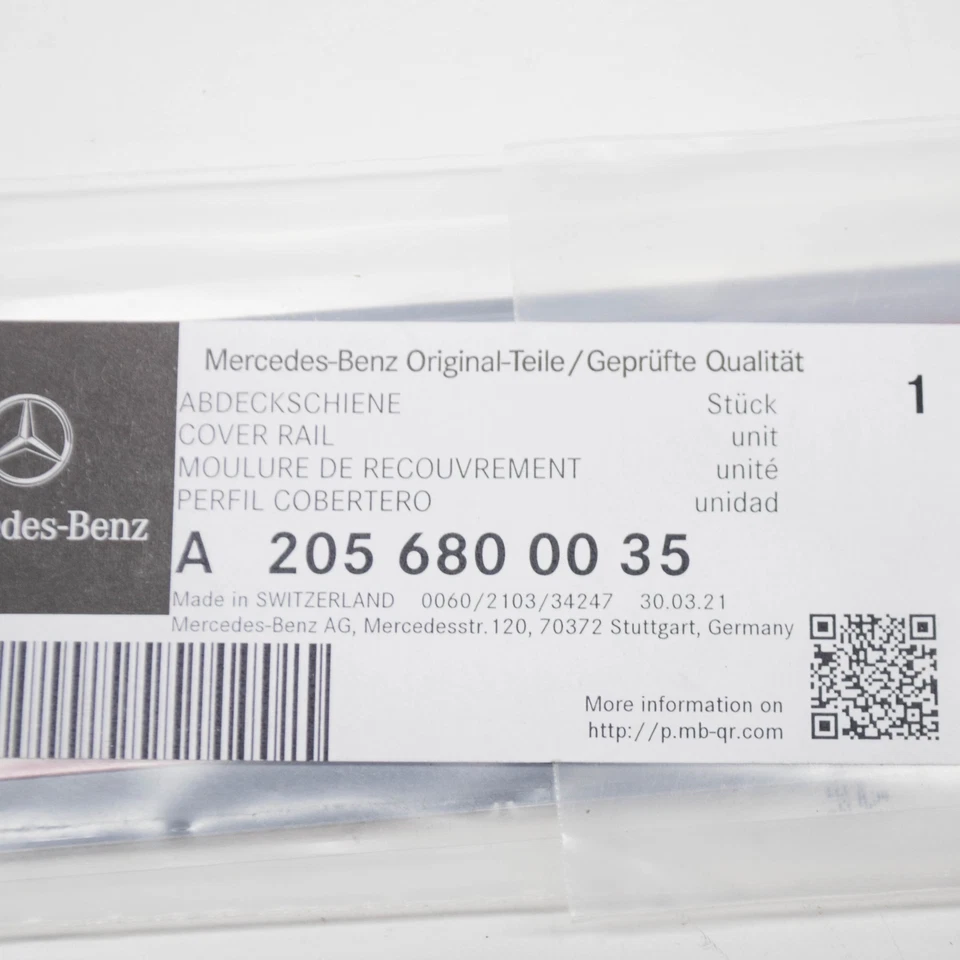 Mercedes-Benz Original-Teile/Geprüfte Qualität
1
ABDECKSCHIENE Stück
COVER RAIL unit
MOULURE DE RECOUVREMENT unité
PERFIL COBERTERO unidad
des-Benz
A 205 680 00 35
Made in SWITZERLAND 0060/2103/34247 30.03.21
Mercedes-Benz AG, Mercedesstr.120, 70372 Stuttgart, Germany
More information on
http://p.mb-qr.com